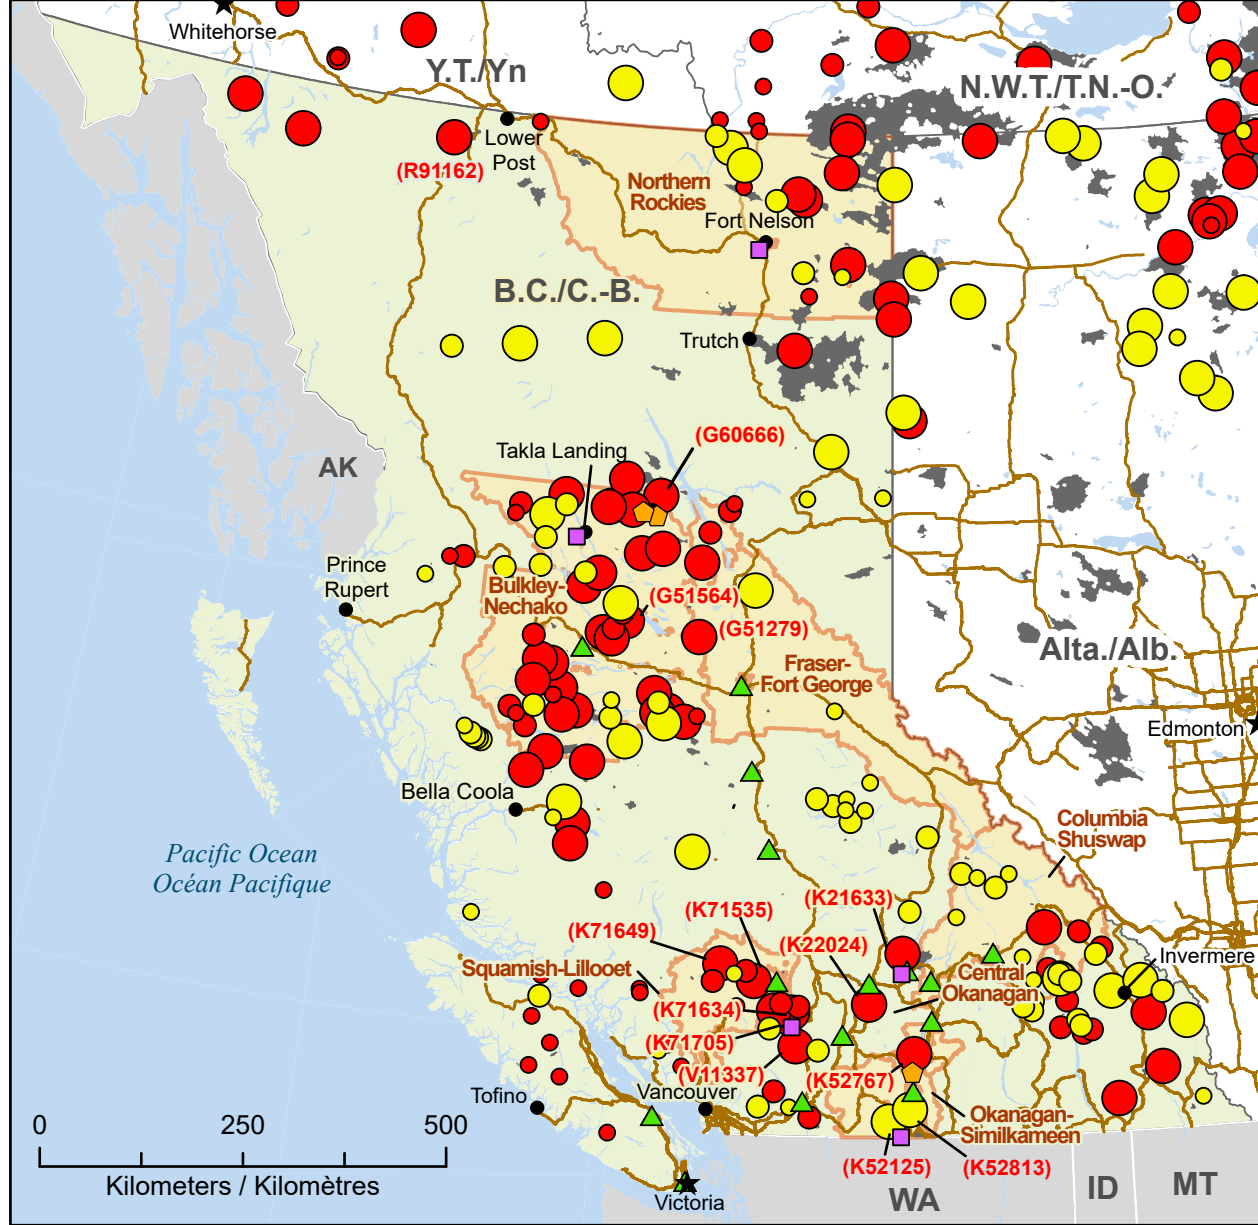 Whitehorse
Y.T./Yn
N.W.T./T.N.-O.
Lower
Post
(R91162)
Northern
Rockies
Fort Nelson
B.C./C.-B.
Trutch
(G60666)
Takla Landing
AK
Prince
Rupert
Bulkley-
Nechako
(G51564)
(G51279)
Fraser-
Fort George
Alta./Alb.
Edmonton
Bella Coola
Columbia
Shuswap
Pacific Ocean
Océan Pacifique
(K21633)
(K71535)
(K71649)
(K22024)
Squamish-Lillooet
Invermere
Central
Okanagan
(K71634)
(K71705)
(V11337)
(K52767)
Tofino
Vancouver
Okanagan-
Similkameen
0 250 500
Kilometers / Kilomètres
(K52125)
(K52813)
Victoria
WA
ID
MT